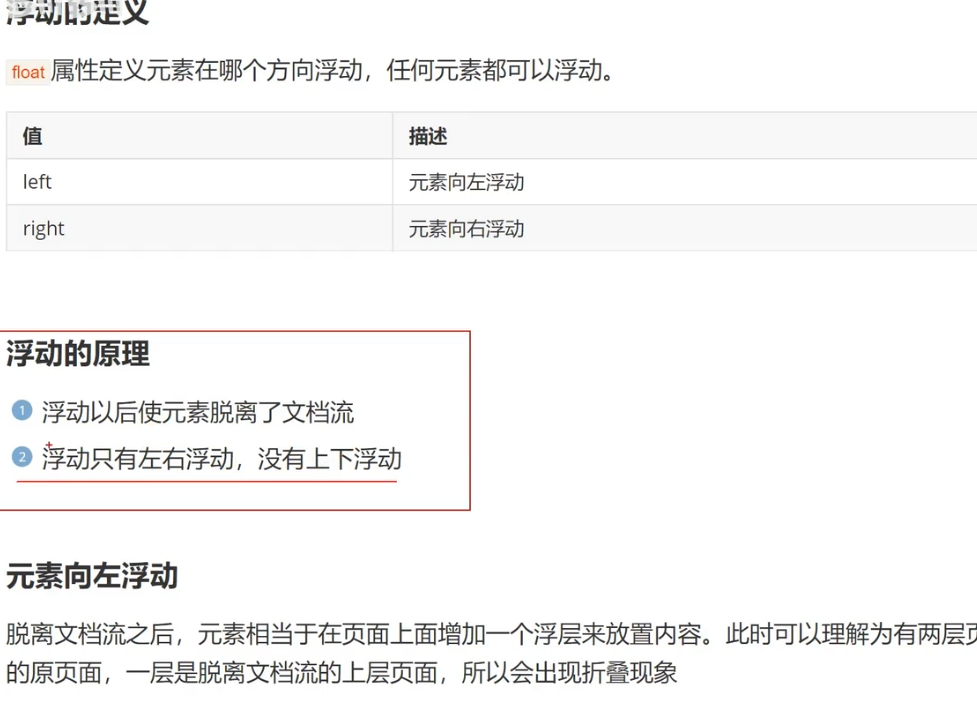 浮动的定义
float 属性定义元素在哪个方向浮动，任何元素都可以浮动。
值 描述
left 元素向左浮动
right 元素向右浮动
浮动的原理
1 浮动以后使元素脱离了文档流
2 浮动只有左右浮动，没有上下浮动
元素向左浮动
脱离文档流之后，元素相当于在页面上面增加一个浮层来放置内容。此时可以理解为有两层
的原页面，一层是脱离文档流的上层页面，所以会出现折叠现象